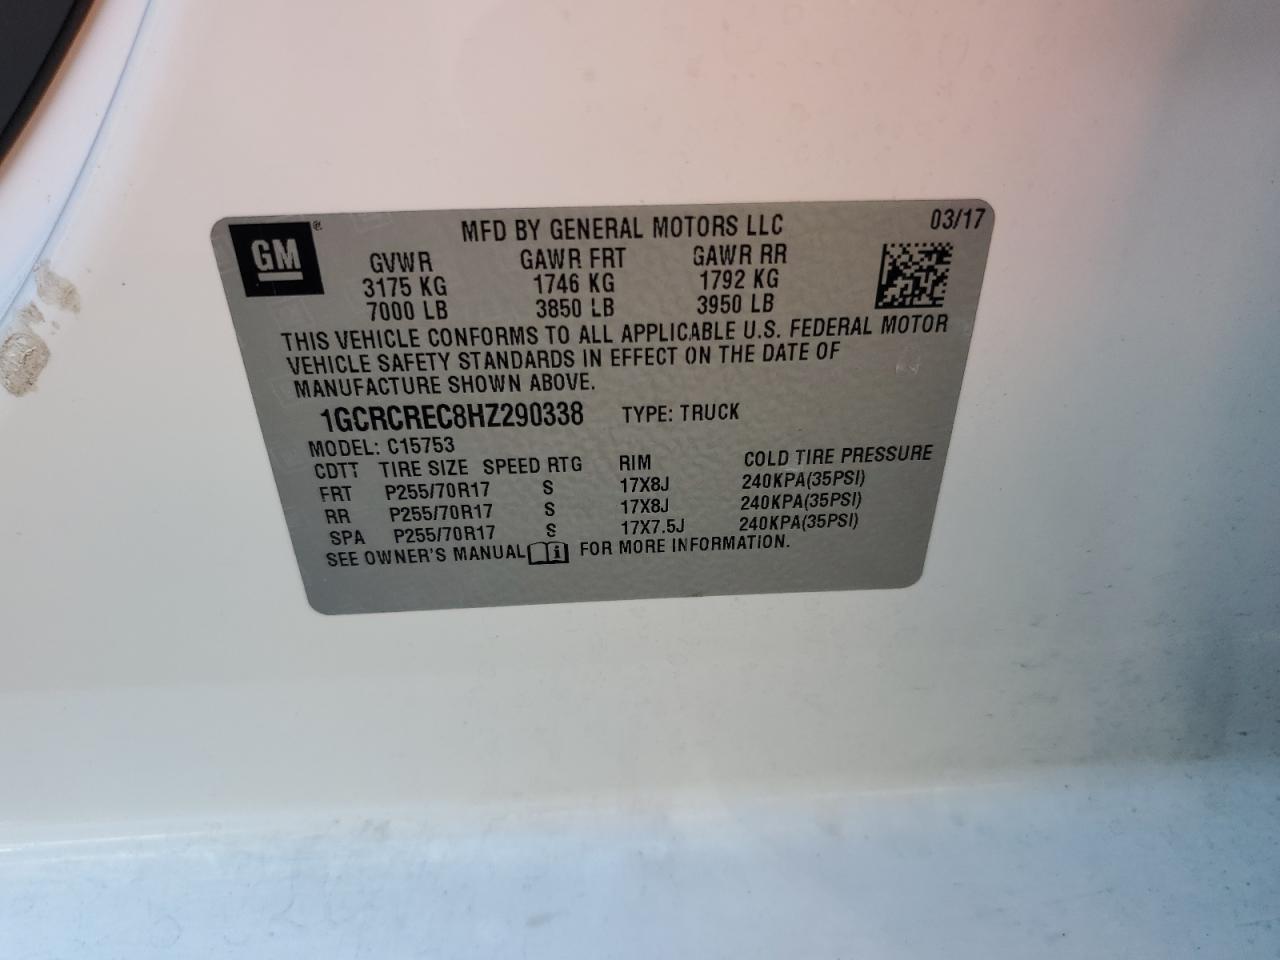 GM ®
MFD BY GENERAL MOTORS LLC 03/17
GVWR GAWR FRT GAWR RR
3175 KG 1746 KG 1792 KG
7000 LB 3850 LB 3950 LB
THIS VEHICLE CONFORMS TO ALL APPLICABLE U.S. FEDERAL MOTOR
VEHICLE SAFETY STANDARDS IN EFFECT ON THE DATE OF
MANUFACTURE SHOWN ABOVE.
1GCRCREC8HZ290338 TYPE: TRUCK
MODEL: C15753
CDTT TIRE SIZE SPEED RTG RIM COLD TIRE PRESSURE
FRT P255/70R17 S 17X8J 240KPA(35PSI)
RR P255/70R17 S 17X8J 240KPA(35PSI)
SPA P255/70R17 S 17X7.5J 240KPA(35PSI)
SEE OWNER'S MANUAL i FOR MORE INFORMATION.